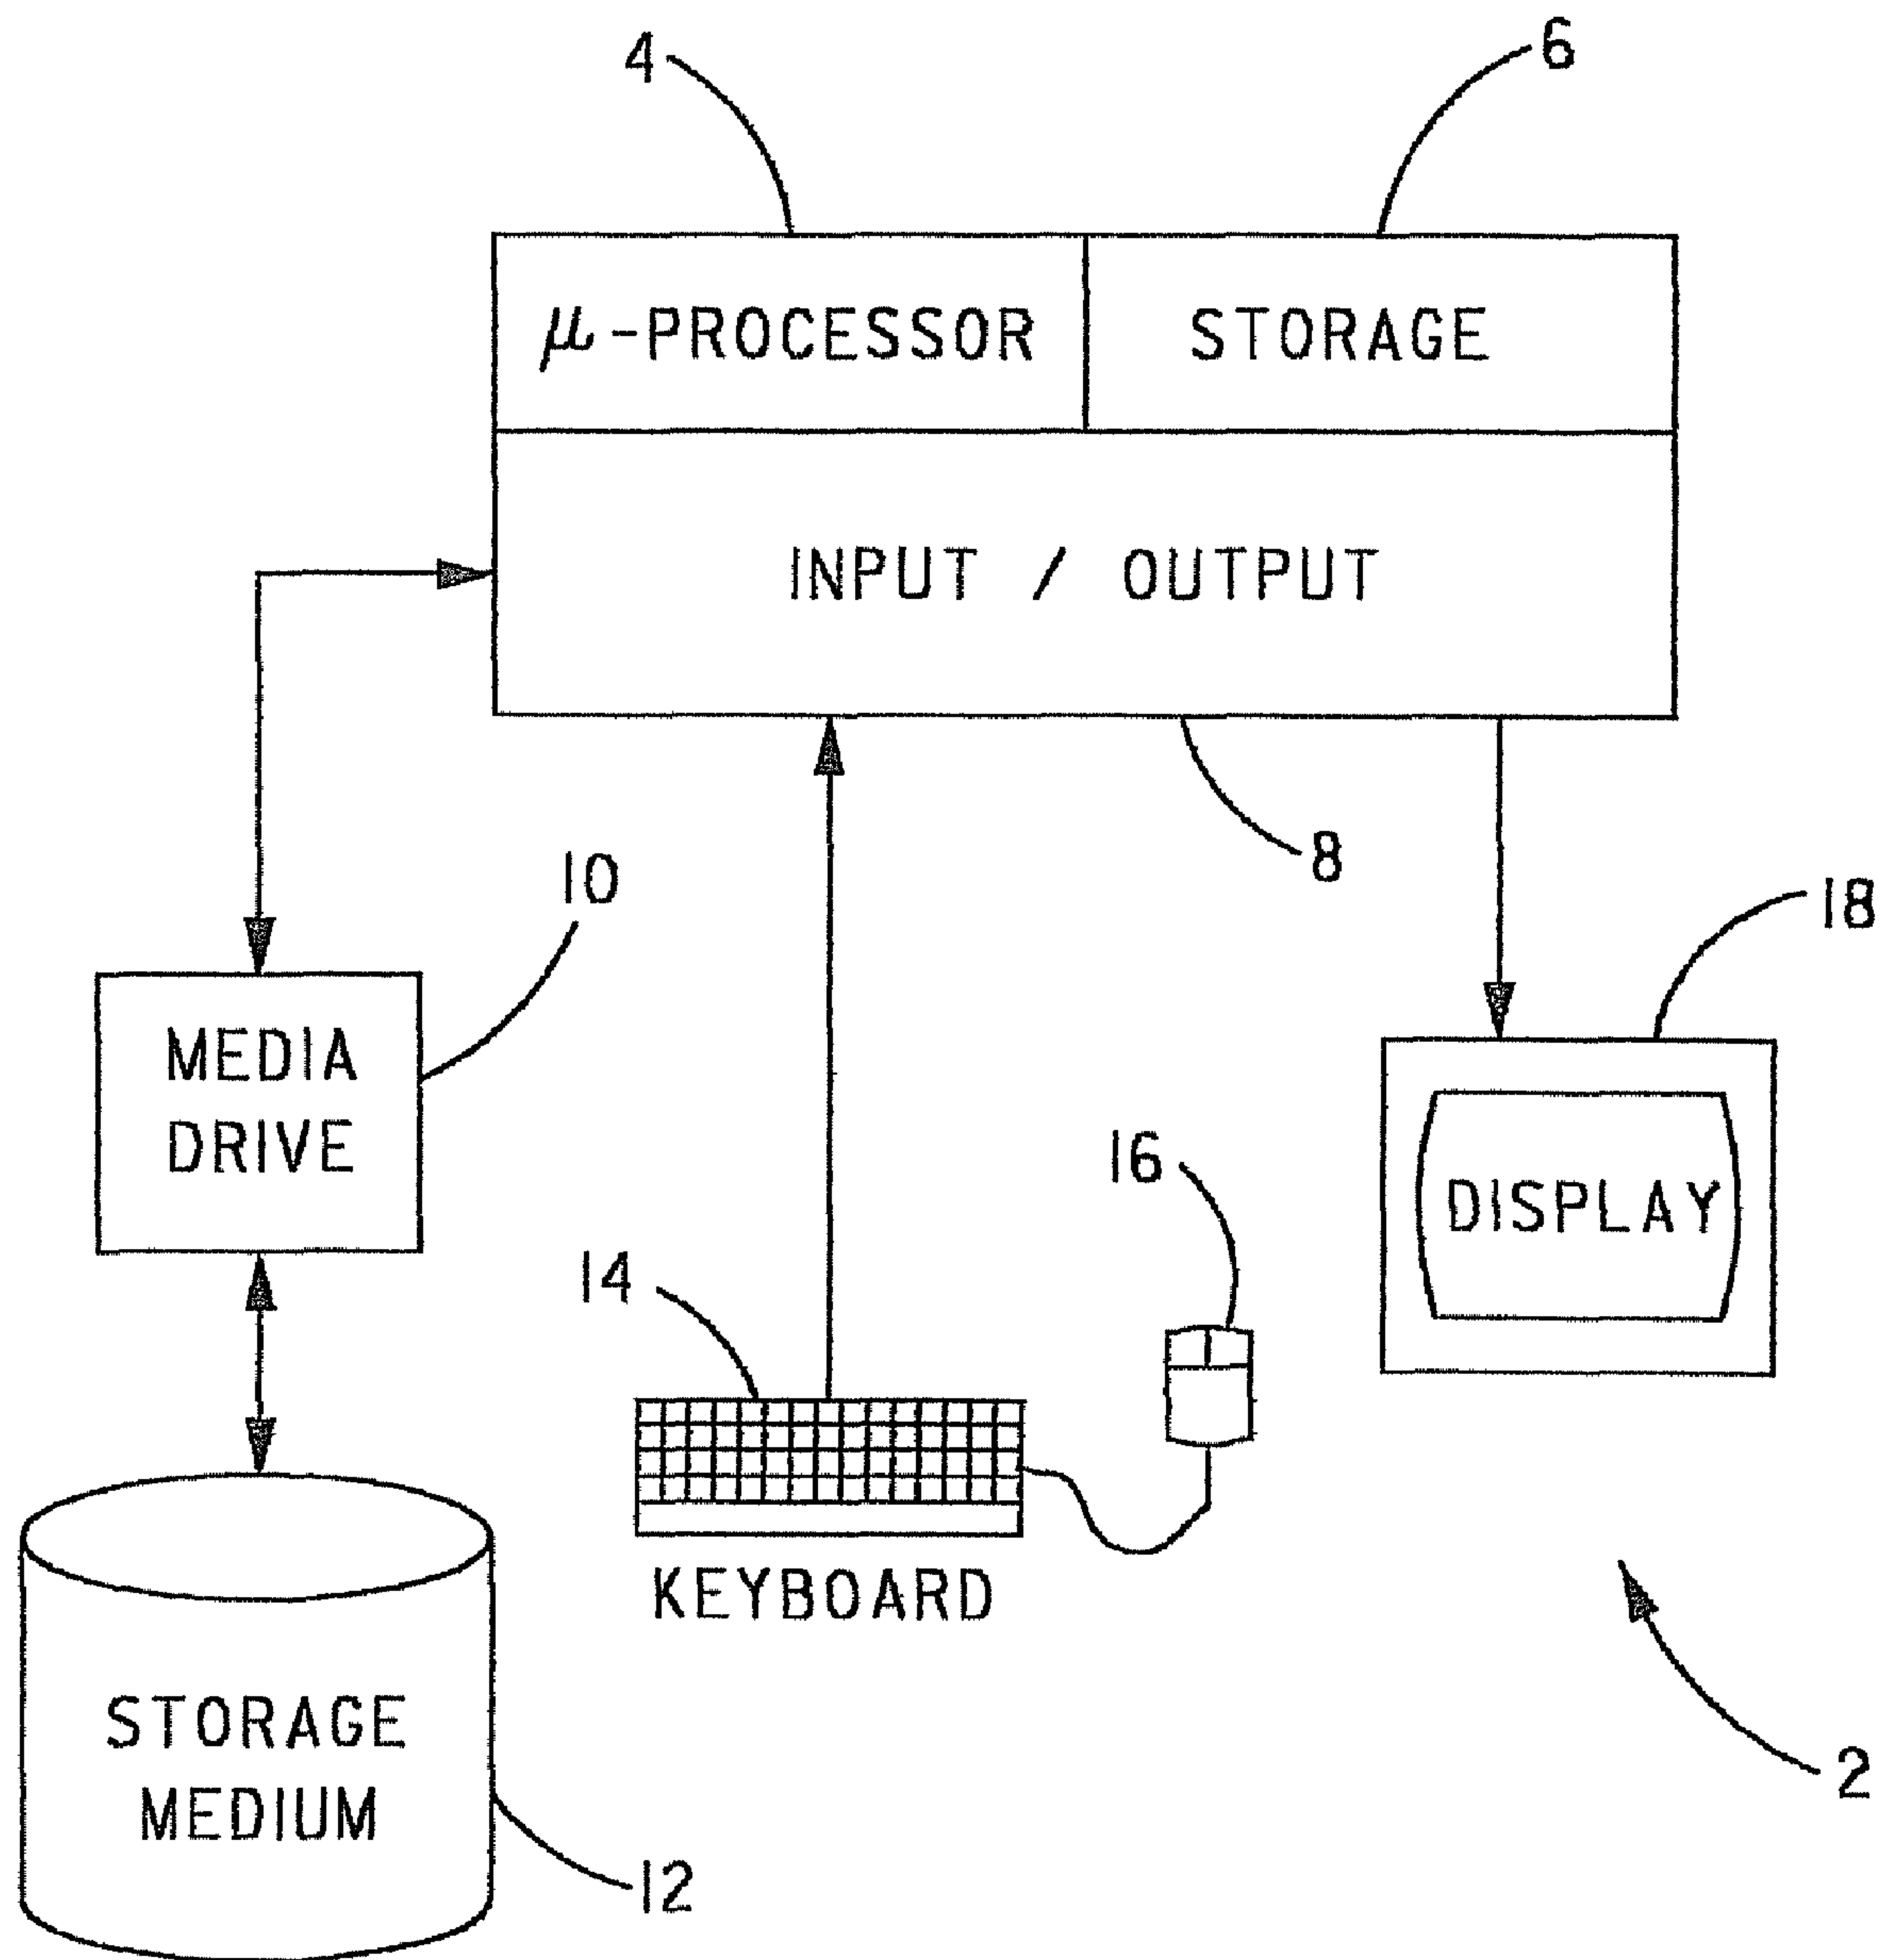 4
6
μ-PROCESSOR
STORAGE
INPUT / OUTPUT
8
10
18
MEDIA
DRIVE
16
DISPLAY
14
KEYBOARD
STORAGE
MEDIUM
2
12